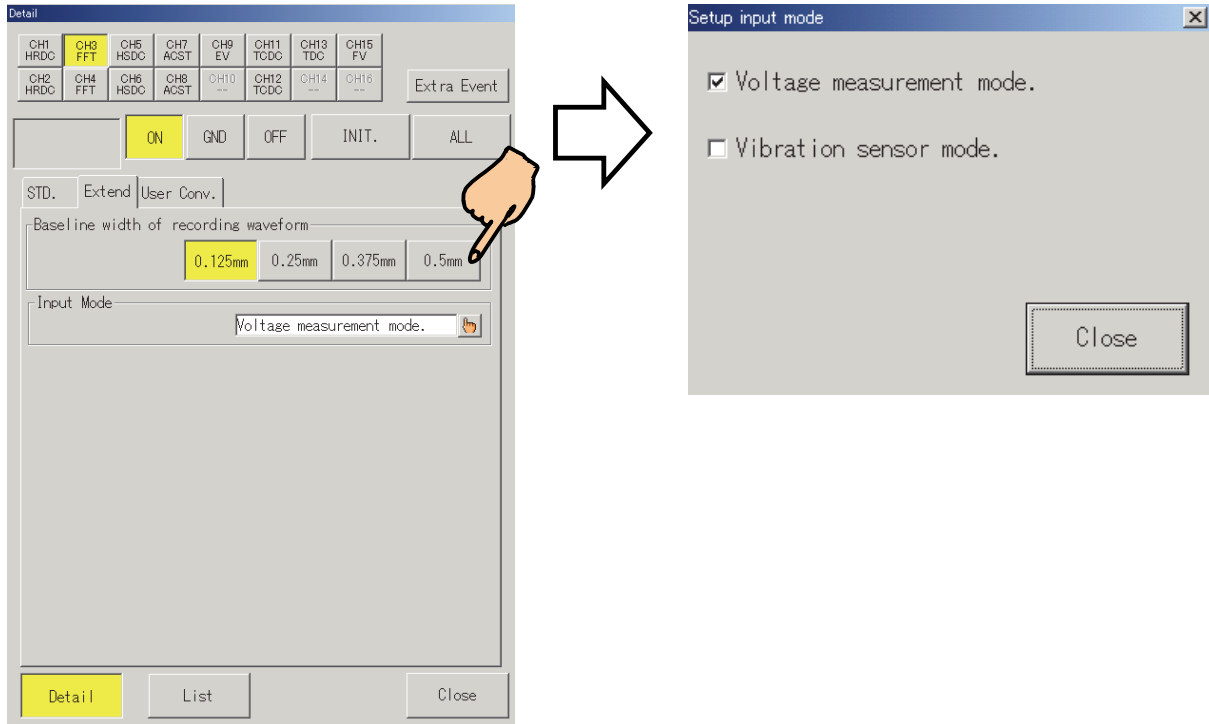 Detail
CH1 HRDC
CH3 FFT
CH5 HSDC
CH7 ACST
CH9 EV
CH11 TCDC
CH13 TDC
CH15 FV
CH2 HRDC
CH4 FFT
CH6 HSDC
CH8 ACST
CH10 --
CH12 TCDC
CH14 --
CH16 --
Extra Event
ON GND OFF INIT. ALL
STD. Extend User Conv.
Baseline width of recording waveform
0.125mm 0.25mm 0.375mm 0.5mm
Input Mode
Voltage measurement mode.
Detail List Close
Setup input mode
Voltage measurement mode.
Vibration sensor mode.
Close